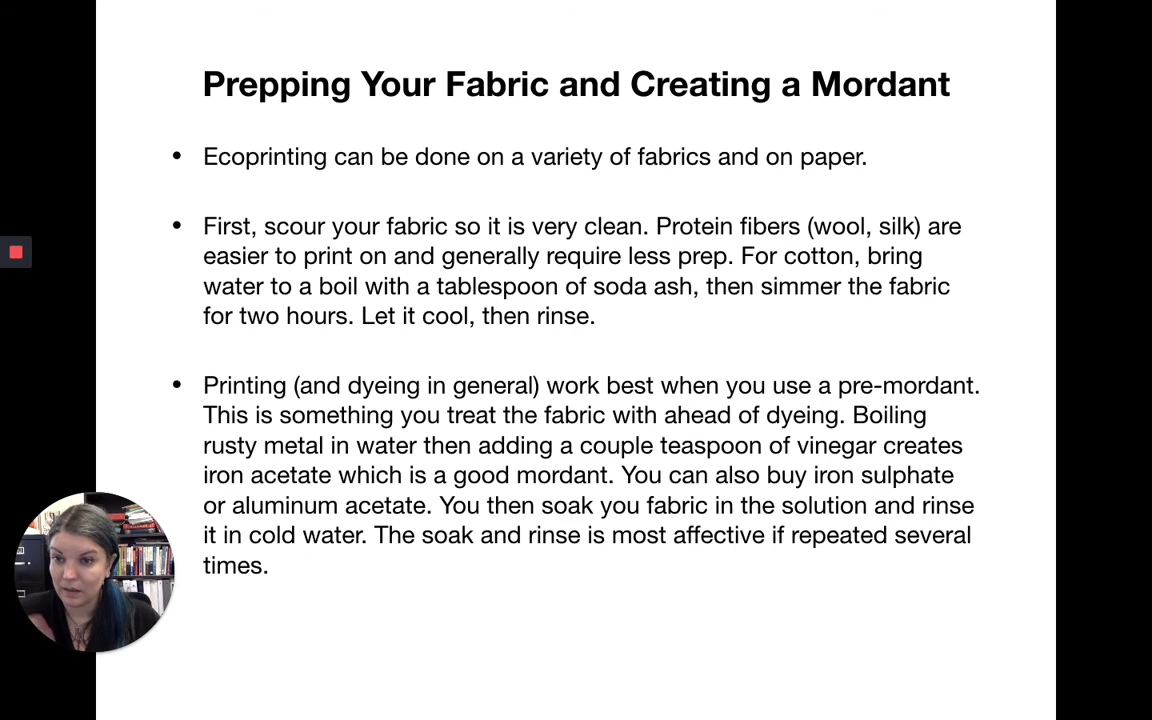 Prepping Your Fabric and Creating a Mordant
• Ecoprinting can be done on a variety of fabrics and on paper.
• First, scour your fabric so it is very clean. Protein fibers (wool, silk) are
easier to print on and generally require less prep. For cotton, bring
water to a boil with a tablespoon of soda ash, then simmer the fabric
for two hours. Let it cool, then rinse.
• Printing (and dyeing in general) work best when you use a pre-mordant.
This is something you treat the fabric with ahead of dyeing. Boiling
rusty metal in water then adding a couple teaspoon of vinegar creates
iron acetate which is a good mordant. You can also buy iron sulphate
or aluminum acetate. You then soak you fabric in the solution and rinse
it in cold water. The soak and rinse is most affective if repeated several
times.